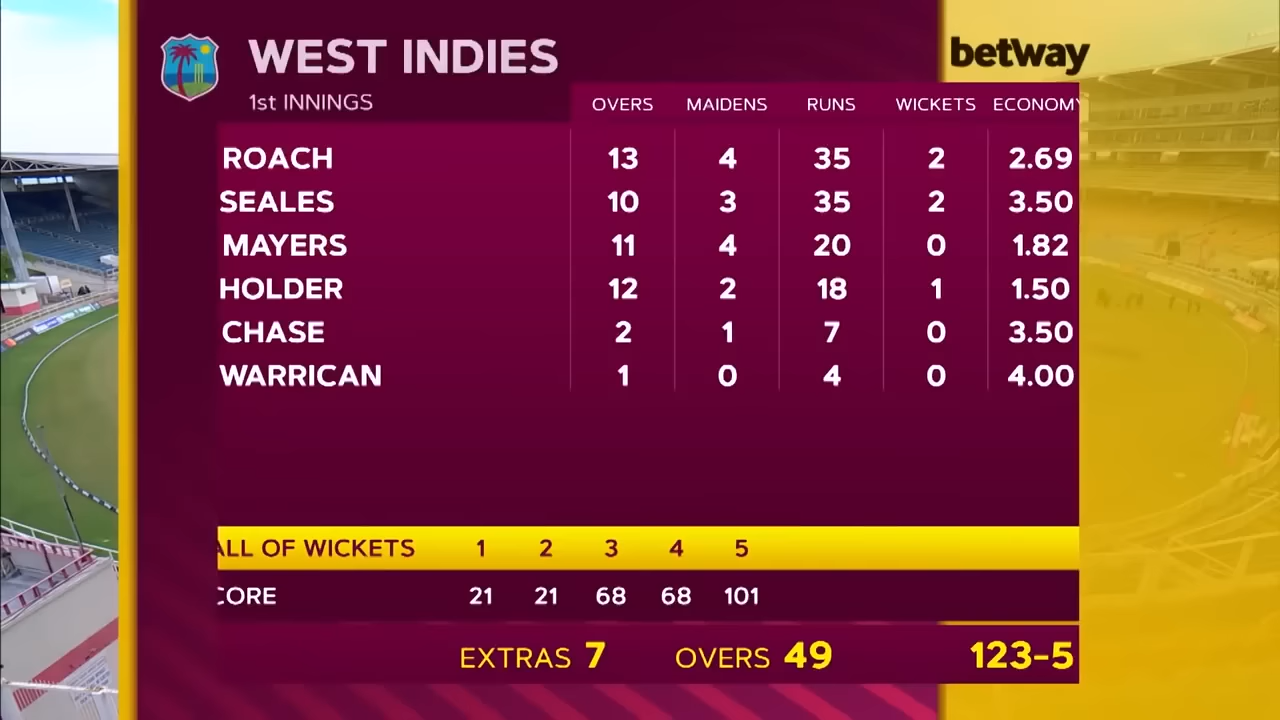 WEST INDIES
betway
1st INNINGS
OVERS MAIDENS RUNS WICKETS ECONOMY
ROACH 13 4 35 2 2.69
SEALES 10 3 35 2 3.50
MAYERS 11 4 20 0 1.82
HOLDER 12 2 18 1 1.50
CHASE 2 1 7 0 3.50
WARRICAN 1 0 4 0 4.00
ALL OF WICKETS 1 2 3 4 5
CORE 21 21 68 68 101
EXTRAS 7 OVERS 49 123-5